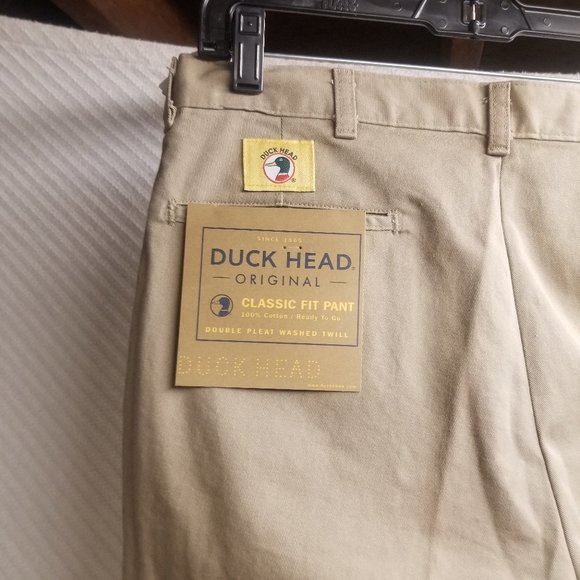 DUCK HEAD
®
SINCE 1865
DUCK HEAD®
ORIGINAL
CLASSIC FIT PANT
100% Cotton / Ready To Go
DOUBLE PLEAT WASHED TWILL
DUCK HEAD